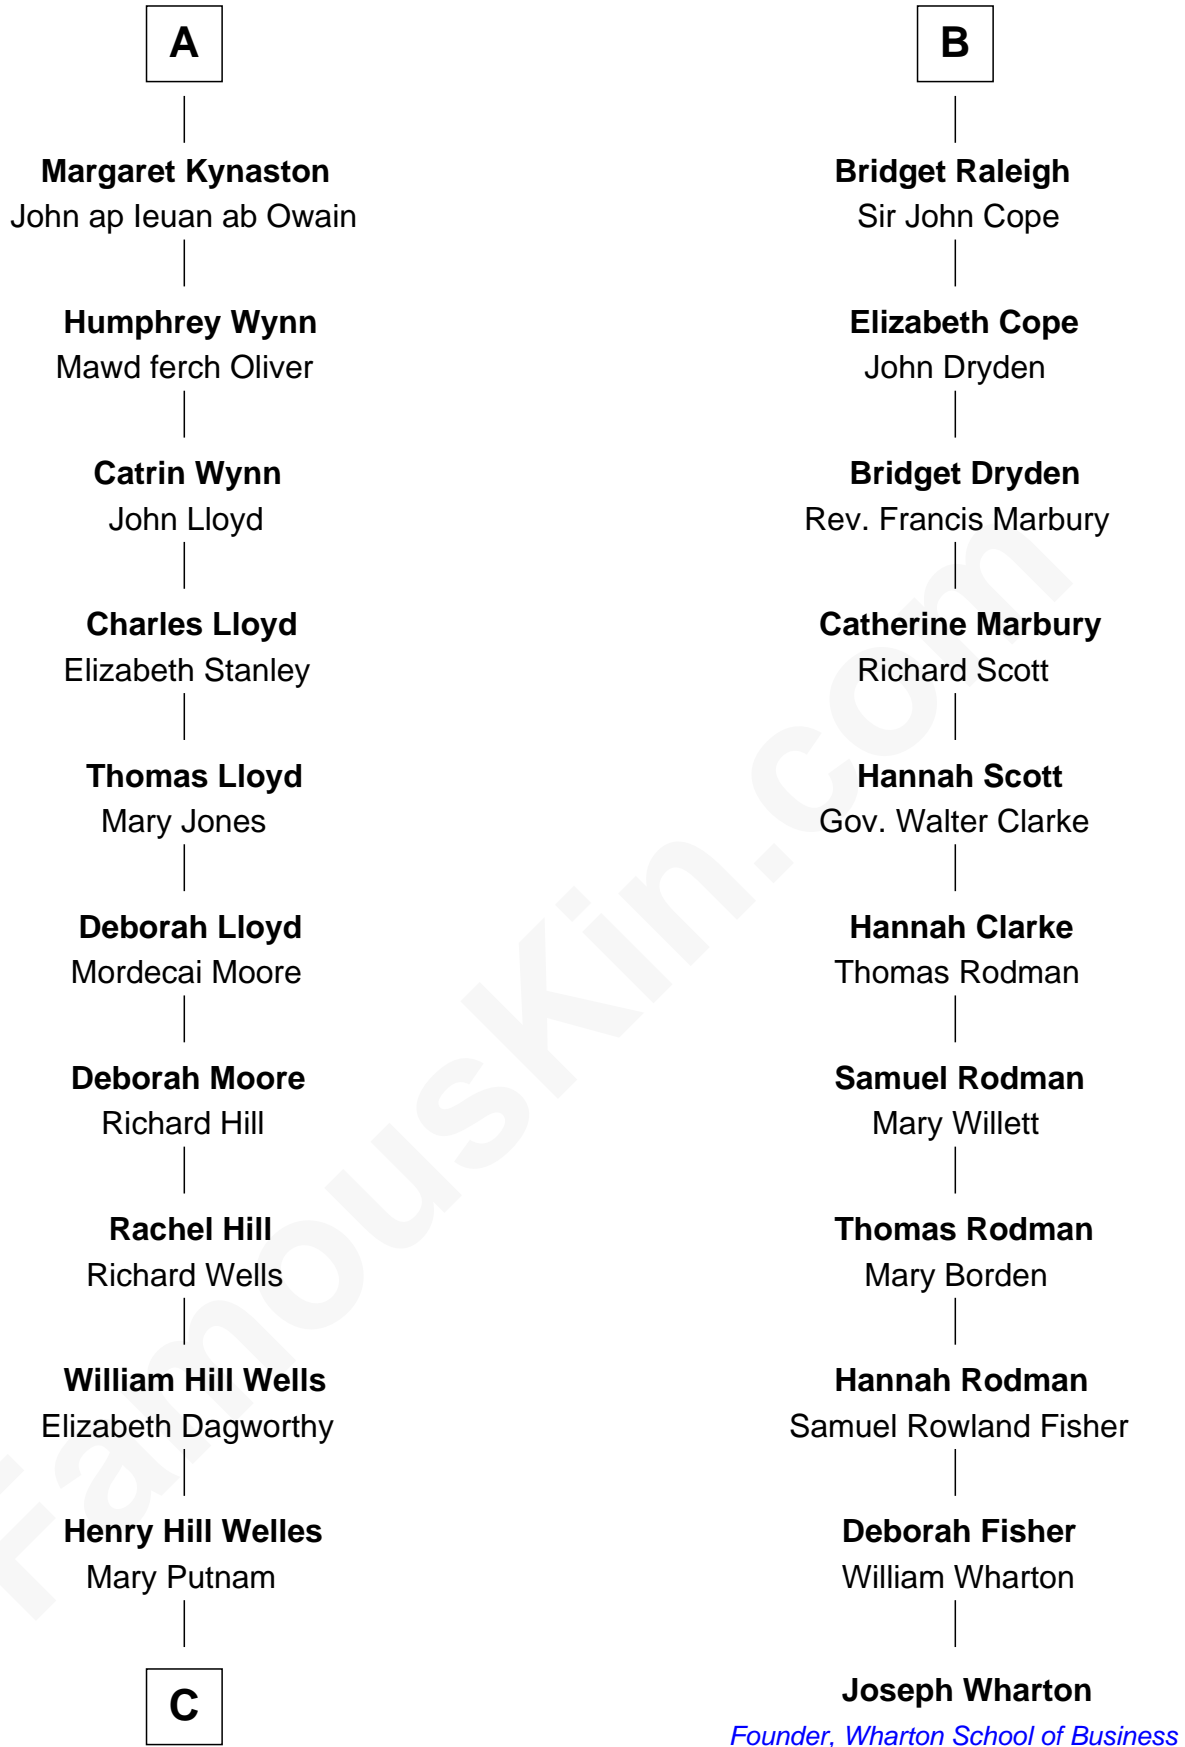 A
Margaret Kynaston
John ap Ieuan ab Owain
Humphrey Wynn
Mawd ferch Oliver
Catrin Wynn
John Lloyd
Charles Lloyd
Elizabeth Stanley
Thomas Lloyd
Mary Jones
Deborah Lloyd
Mordecai Moore
Deborah Moore
Richard Hill
Rachel Hill
Richard Wells
William Hill Wells
Elizabeth Dagworthy
Henry Hill Welles
Mary Putnam
C
B
Bridget Raleigh
Sir John Cope
Elizabeth Cope
John Dryden
Bridget Dryden
Rev. Francis Marbury
Catherine Marbury
Richard Scott
Hannah Scott
Gov. Walter Clarke
Hannah Clarke
Thomas Rodman
Samuel Rodman
Mary Willett
Thomas Rodman
Mary Borden
Hannah Rodman
Samuel Rowland Fisher
Deborah Fisher
William Wharton
Joseph Wharton
Founder, Wharton School of Business
FamousKin.com